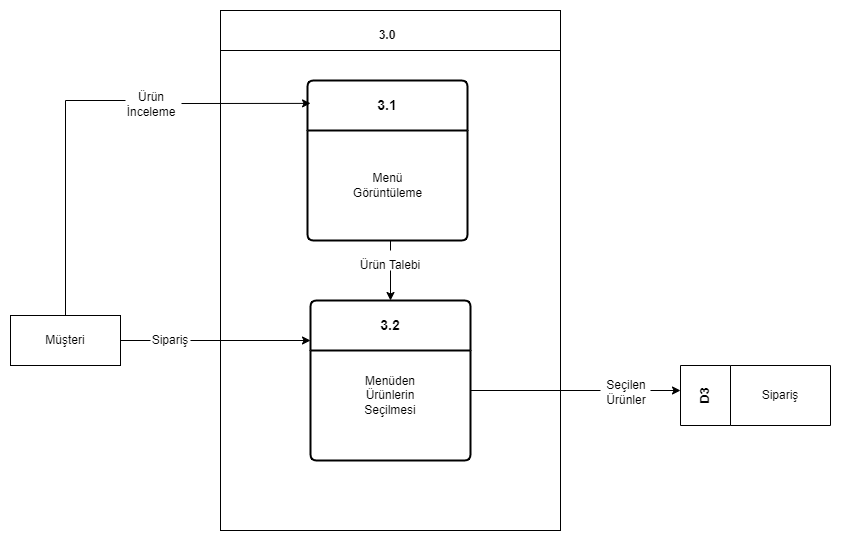 3.0
Ürün
İnceleme
3.1
Menü
Görüntüleme
Ürün Talebi
Müşteri
Sipariş
3.2
Menüden
Ürünlerin
Seçilmesi
Seçilen
Ürünler
D3
Sipariş